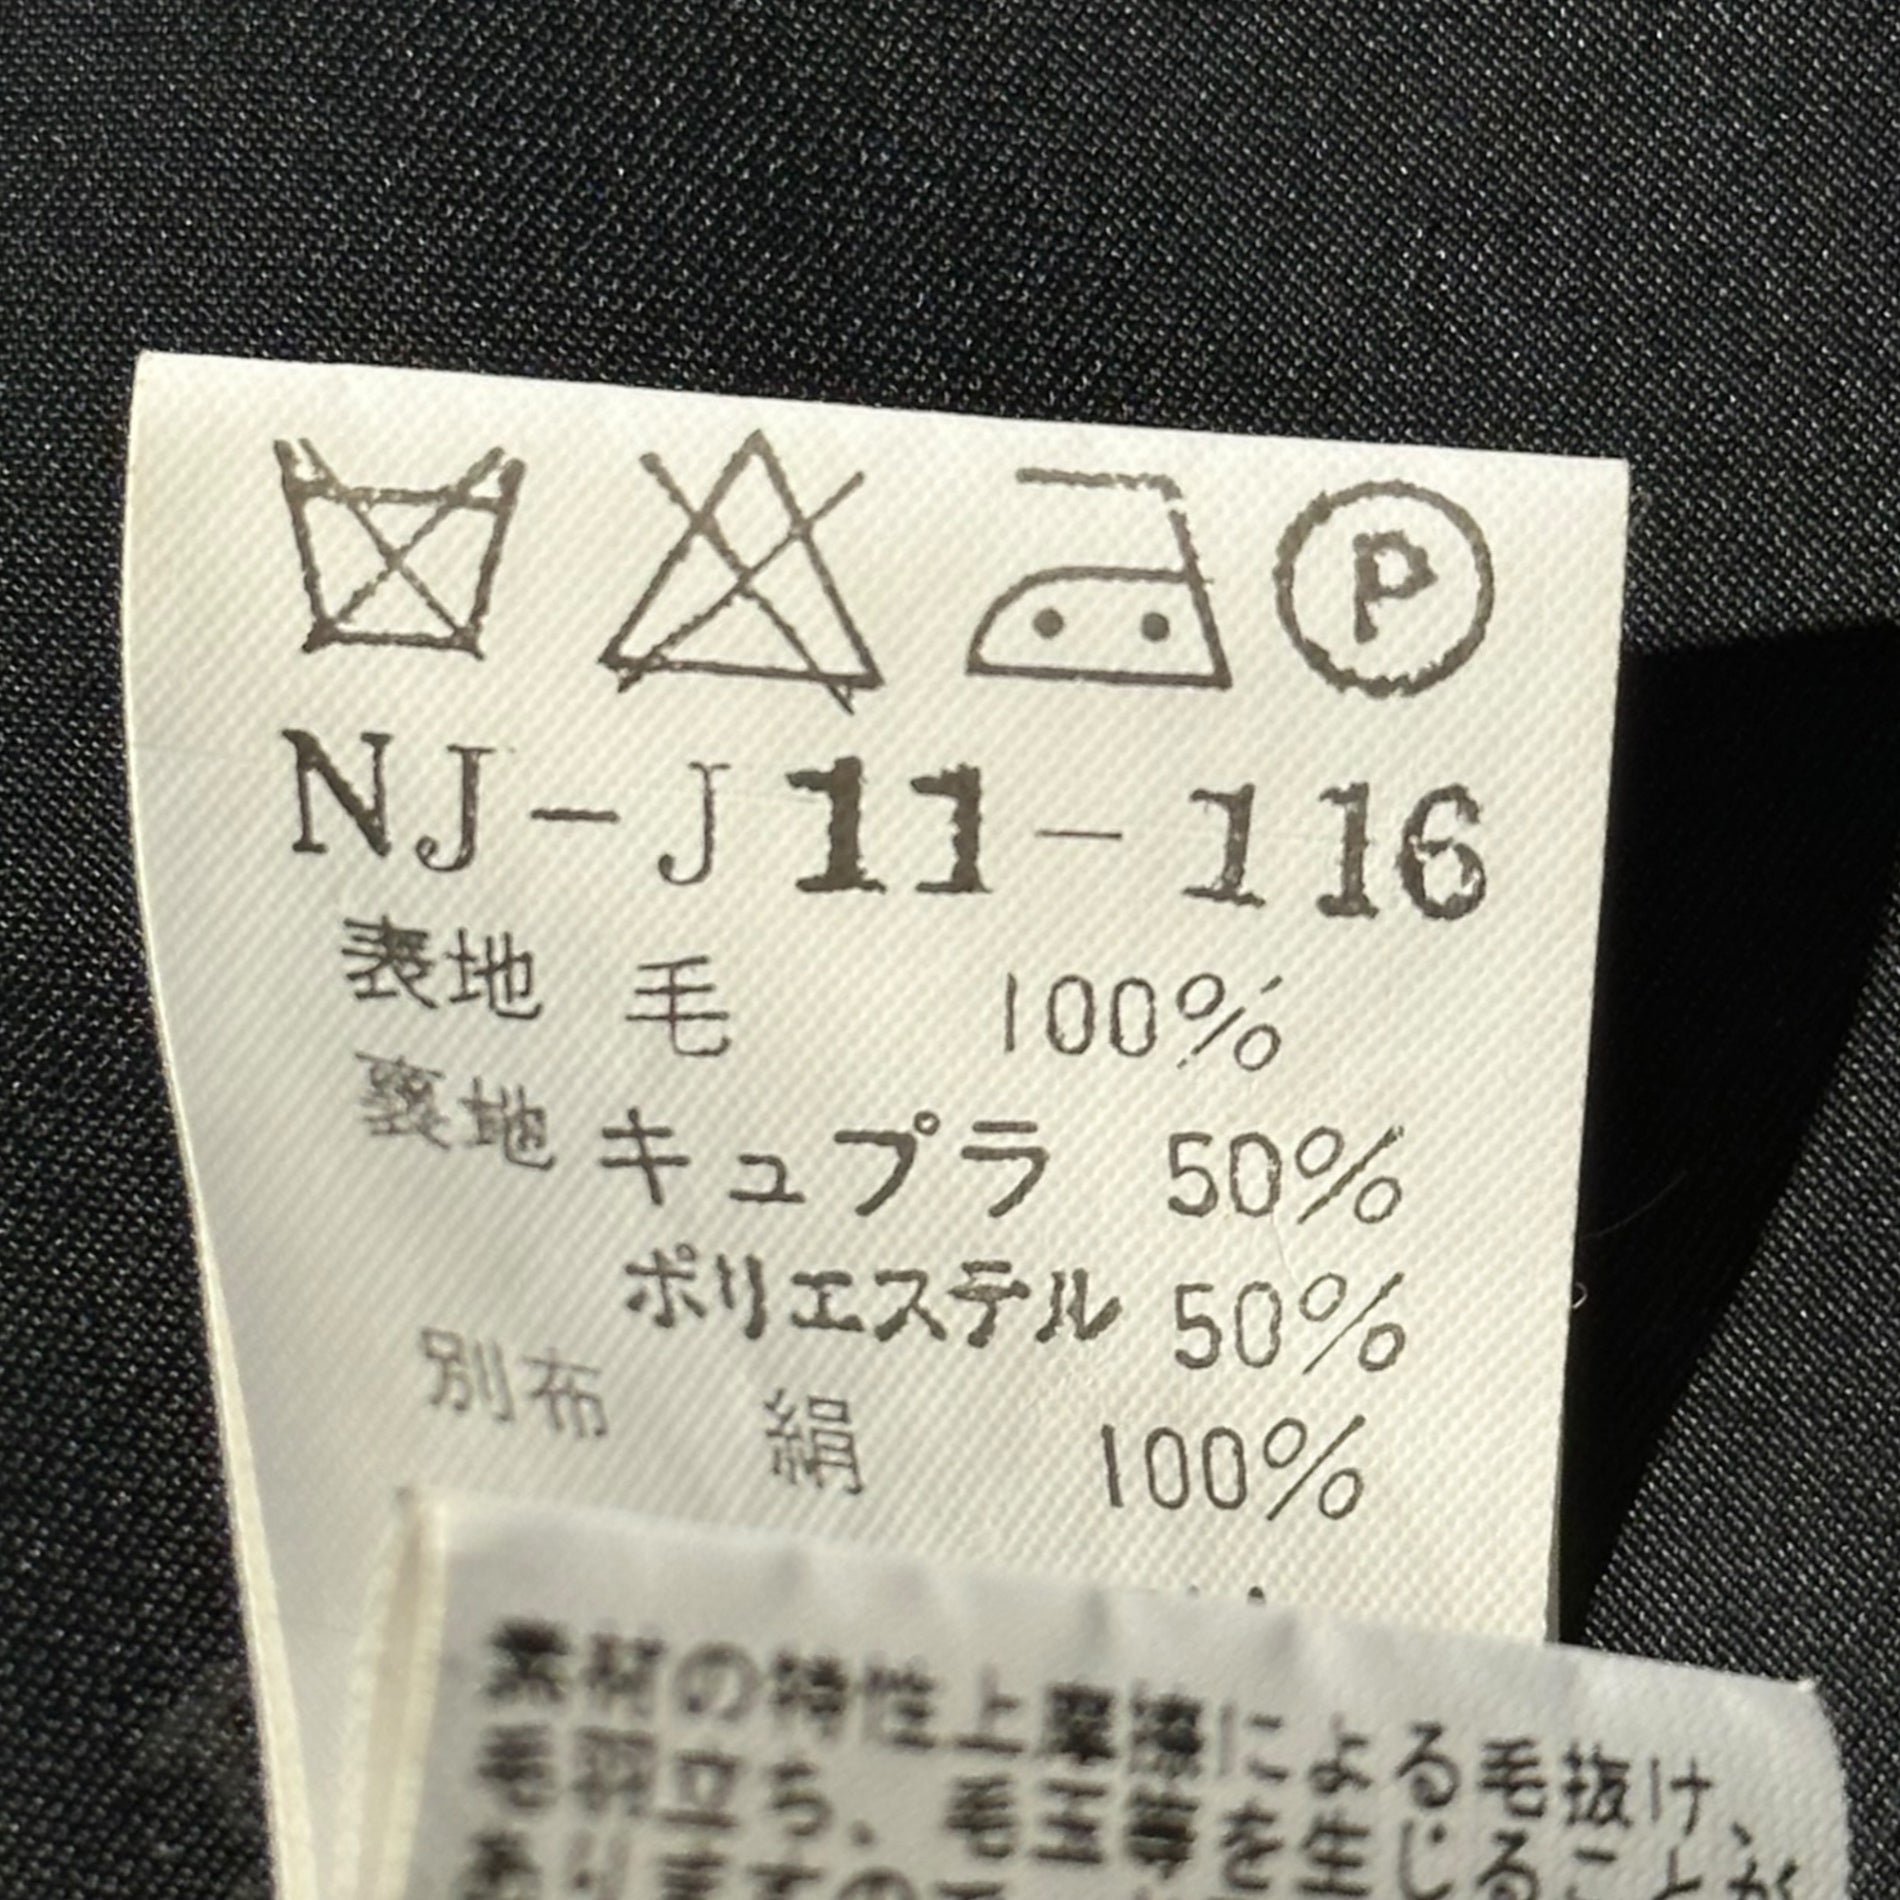 P
NJ-J11-116
表地 毛 100%
裏地 キュプラ 50%
ポリエステル 50%
別布 絹 100%
素材の特性上摩擦による毛抜け、
毛羽立ち、毛玉等を生じることが